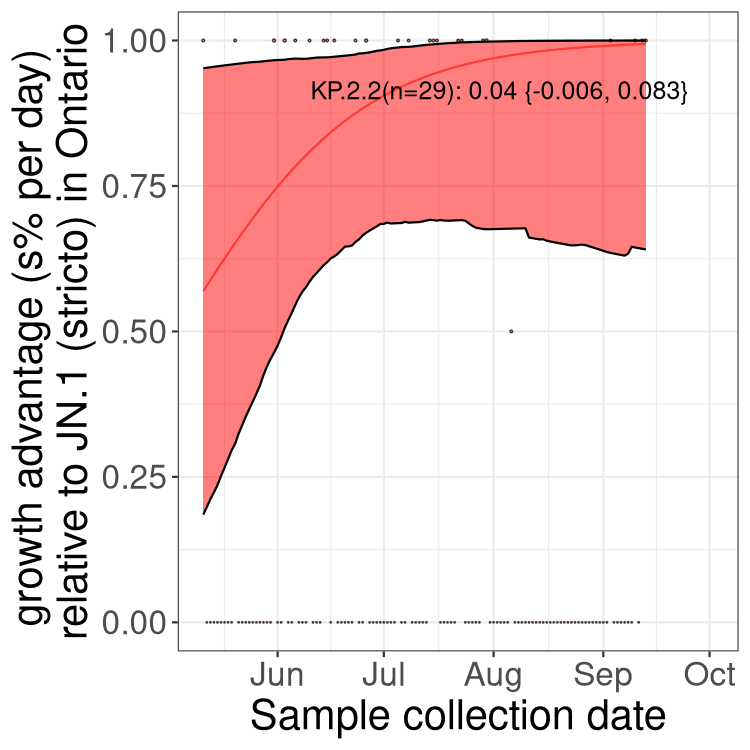 growth advantage (s% per day)
relative to JN.1 (stricto) in Ontario
1.00
0.75
0.50
0.25
0.00
KP.2.2(n=29): 0.04 {-0.006, 0.083}
Jun Jul Aug Sep Oct
Sample collection date